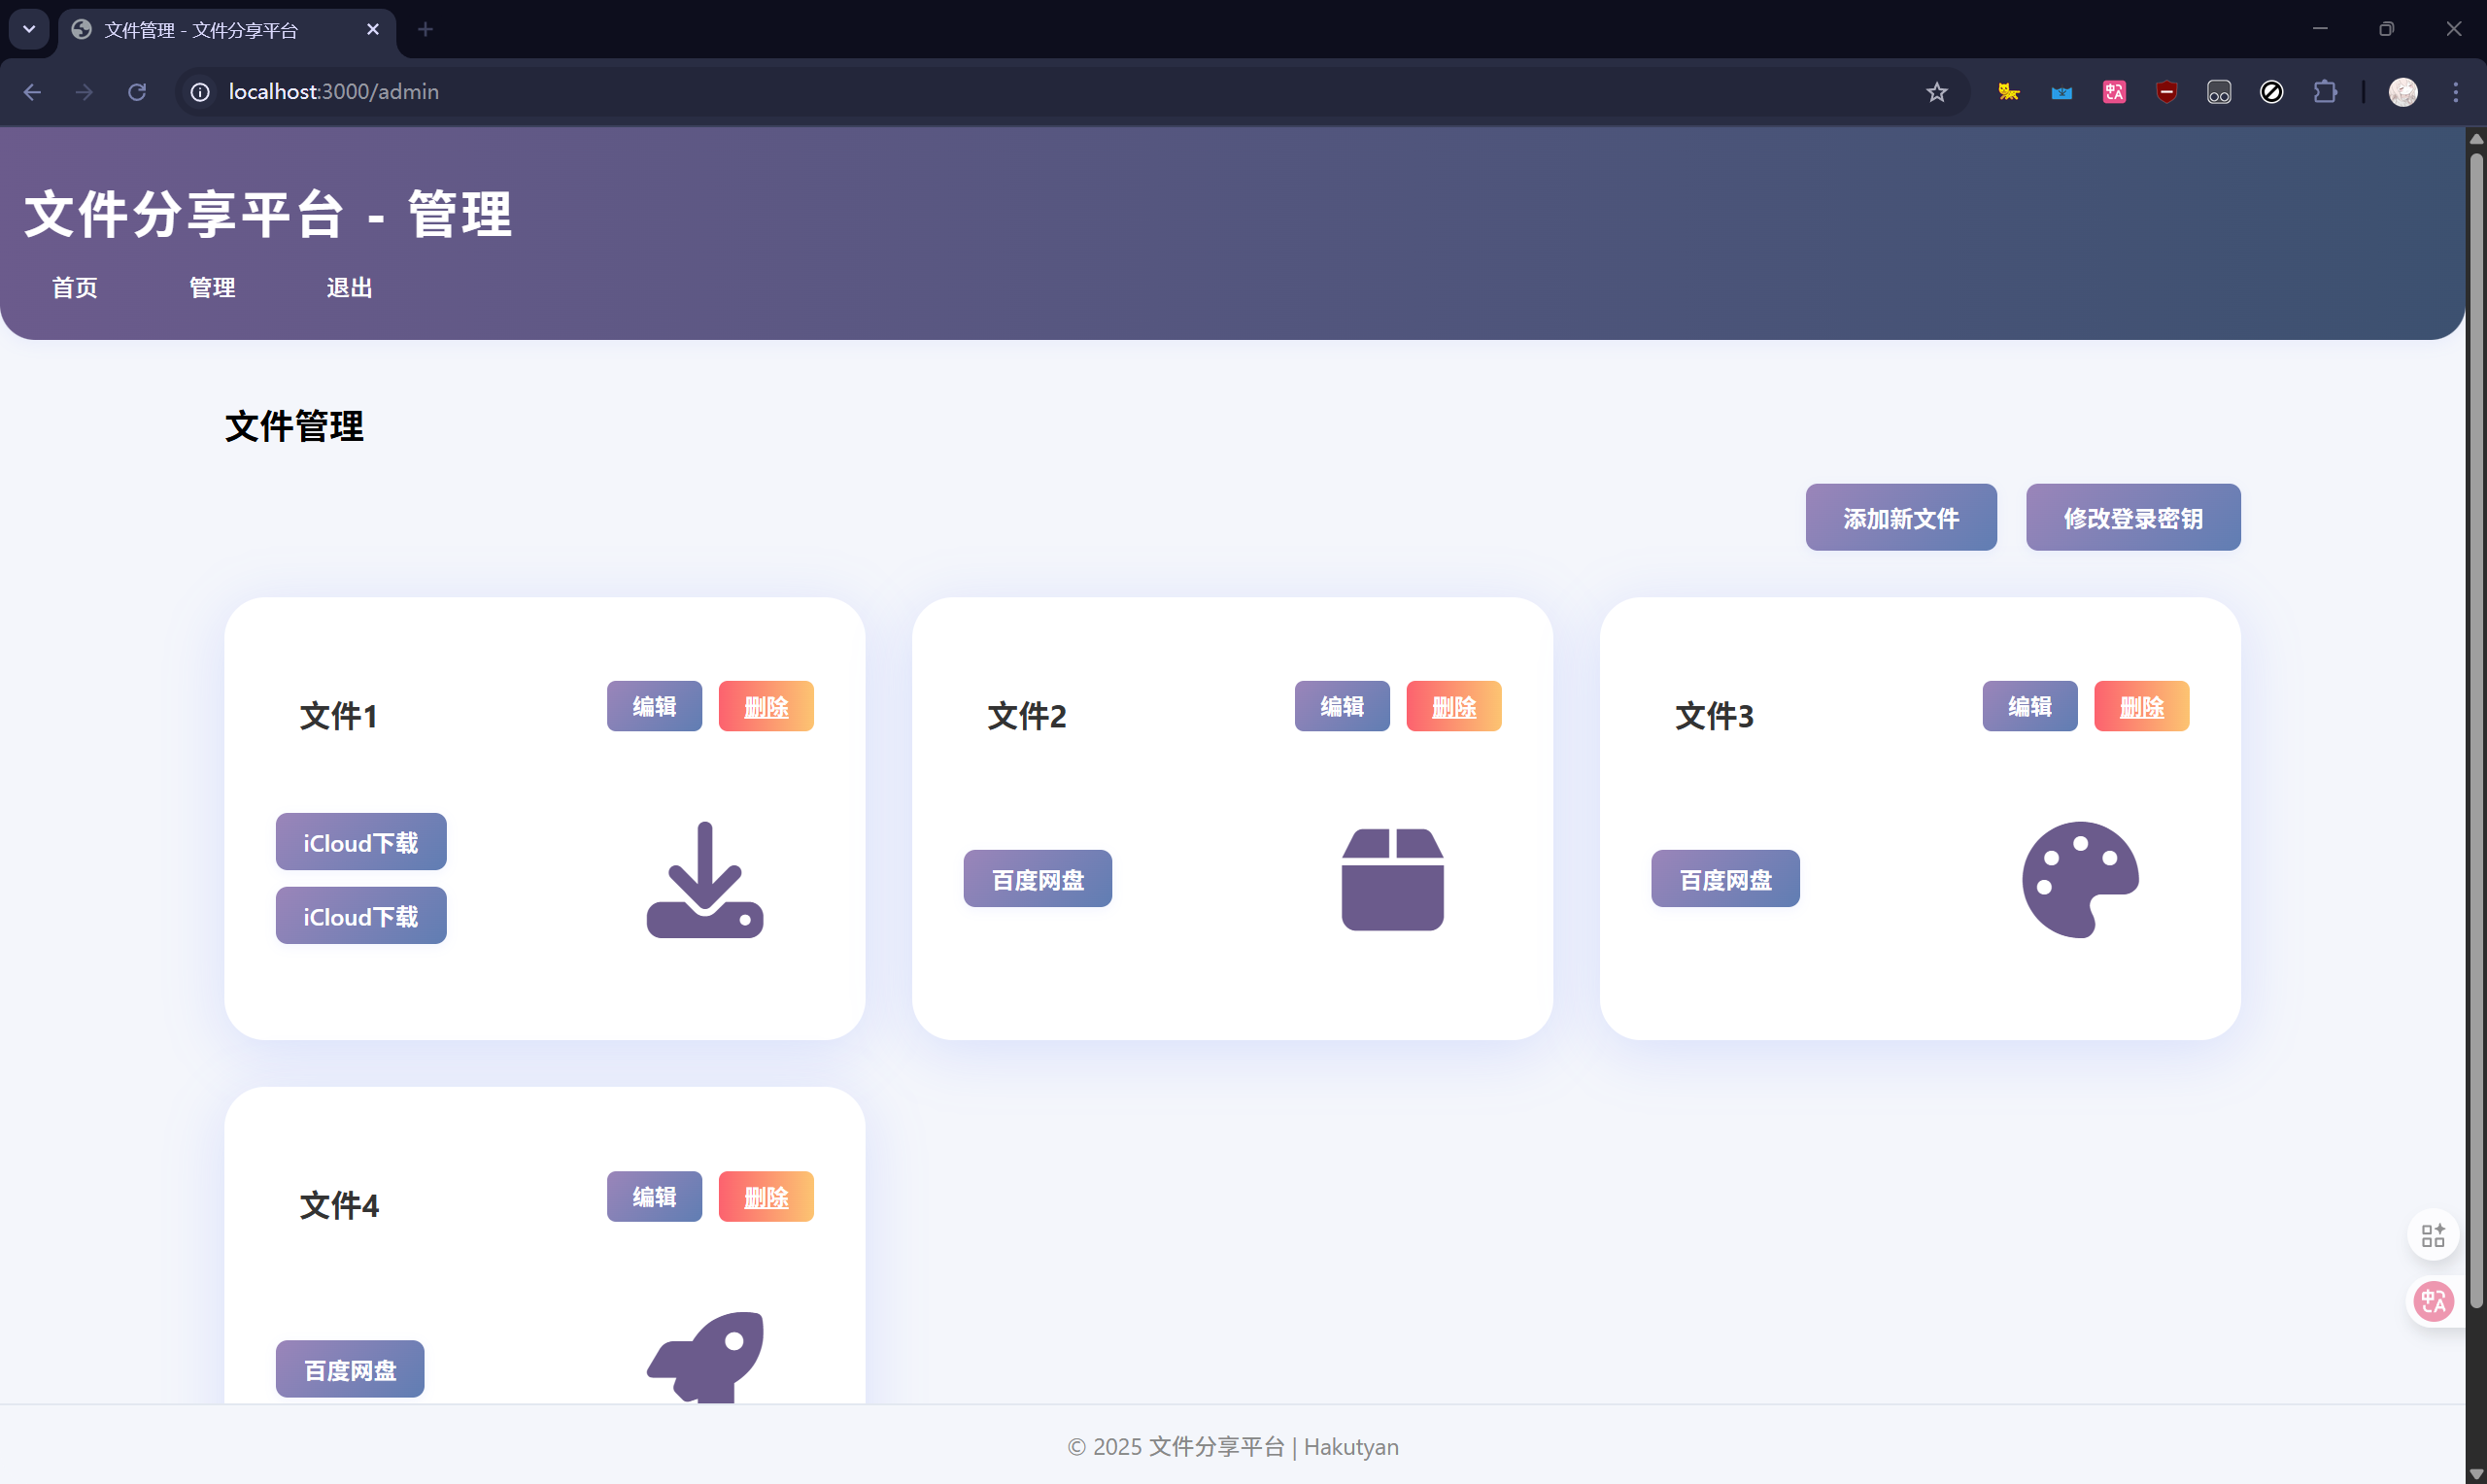 文件管理 - 文件分享平台
localhost:3000/admin
文件分享平台 - 管理
首页 管理 退出
文件管理
添加新文件 修改登录密钥
文件1 编辑 删除
iCloud下载
iCloud下载
文件2 编辑 删除
百度网盘
文件3 编辑 删除
百度网盘
文件4 编辑 删除
百度网盘
© 2025 文件分享平台 | Hakutyan